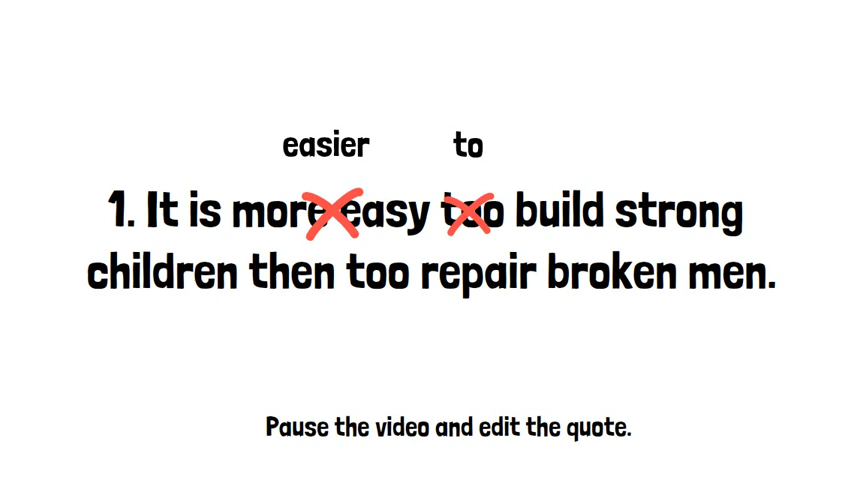 easier to
1. It is more easy too build strong
children then too repair broken men.
Pause the video and edit the quote.